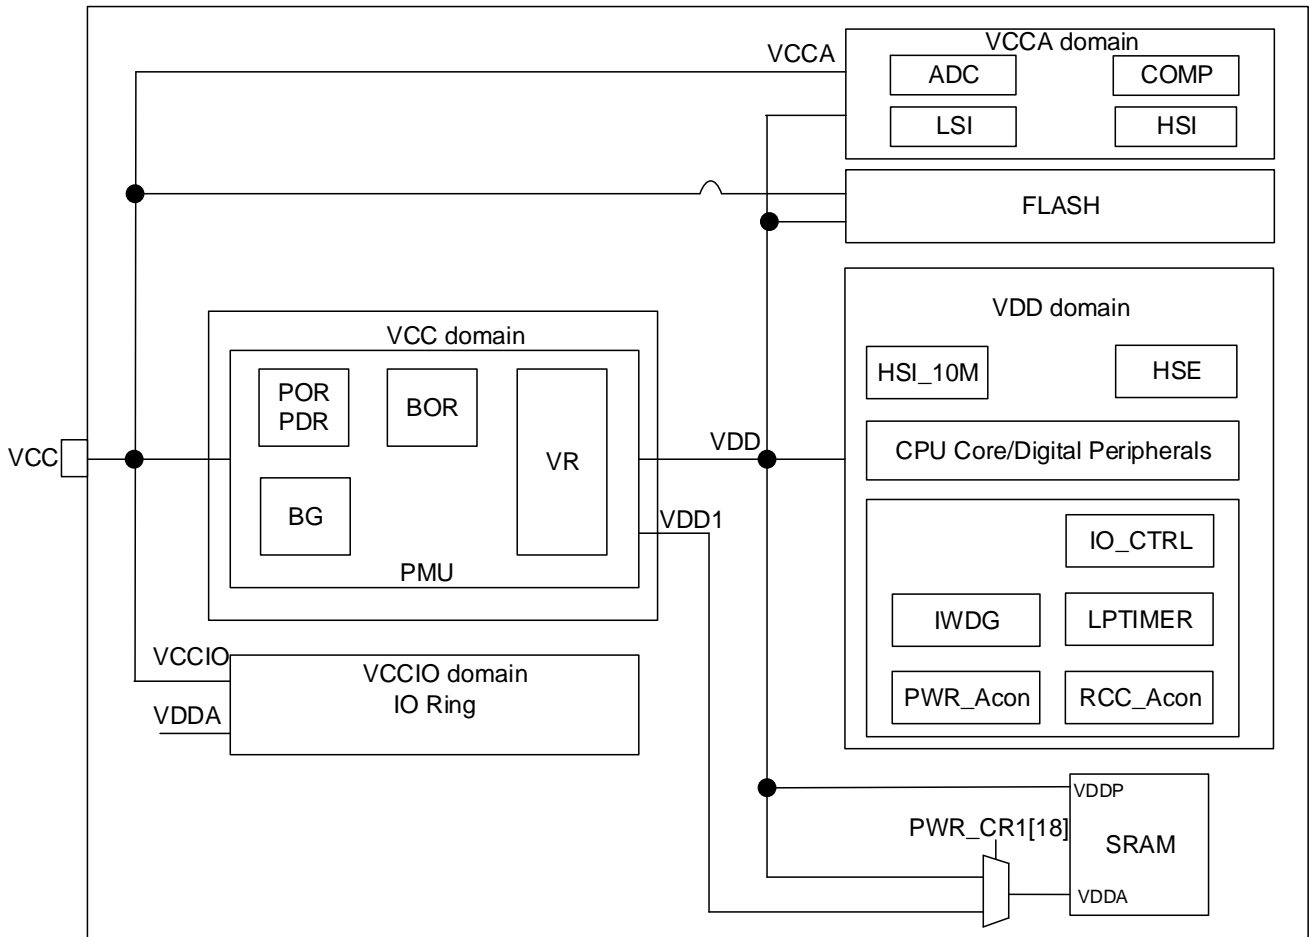 VCCA domain
VCCA
ADC
COMP
LSI
HSI
FLASH
VDD domain
VCC domain
HSI_10M
HSE
POR
PDR
BOR
VDD
CPU Core/Digital Peripherals
VCC
VR
BG
VDD1
IO_CTRL
PMU
IWDG
LPTIMER
VCCIO
VCCIO domain
IO Ring
PWR_Acon
RCC_Acon
VDDA
VDDP
PWR_CR1[18]
SRAM
VDDA